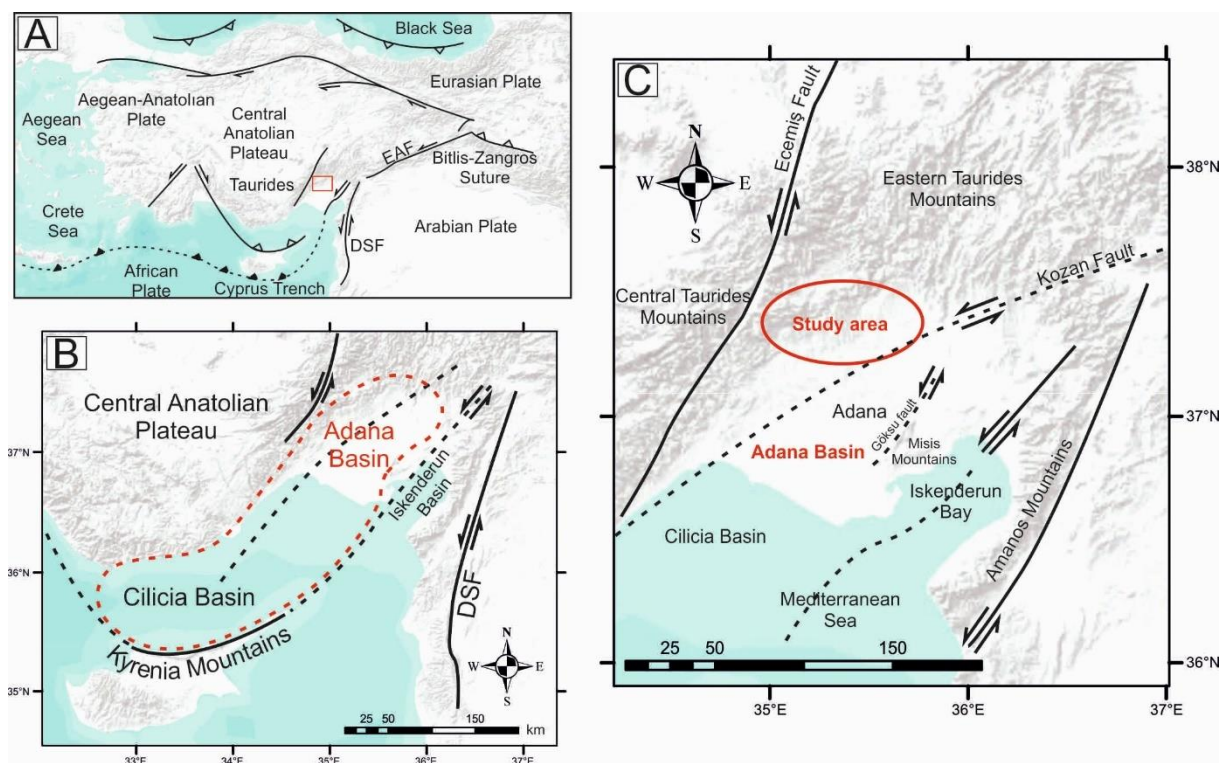 A
Black Sea
Eurasian Plate
Aegean-Anatolian
Plate
Aegean
Sea
Central
Anatolian
Plateau
EAF
Bitlis-Zangros
Suture
Taurides
Crete
Sea
Arabian Plate
DSF
African
Plate
Cyprus Trench
B
Central Anatolian
Plateau
Adana
Basin
Iskenderun
Basin
Cilicia Basin
DSF
Kyrenia Mountains
N
W
E
S
25 50 150
km
37°N
36°N
35°N
33°E 34°E 35°E 36°E 37°E
C
Ecemiş Fault
N
W
E
S
Eastern Taurides
Mountains
38°N
Kozan Fault
Central Taurides
Mountains
Study area
37°N
Adana
Göksu fault
Adana Basin
Misis
Mountains
Iskenderun
Bay
Amanos Mountains
Cilicia Basin
Mediterranean
Sea
25 50 150
36°N
35°E 36°E 37°E